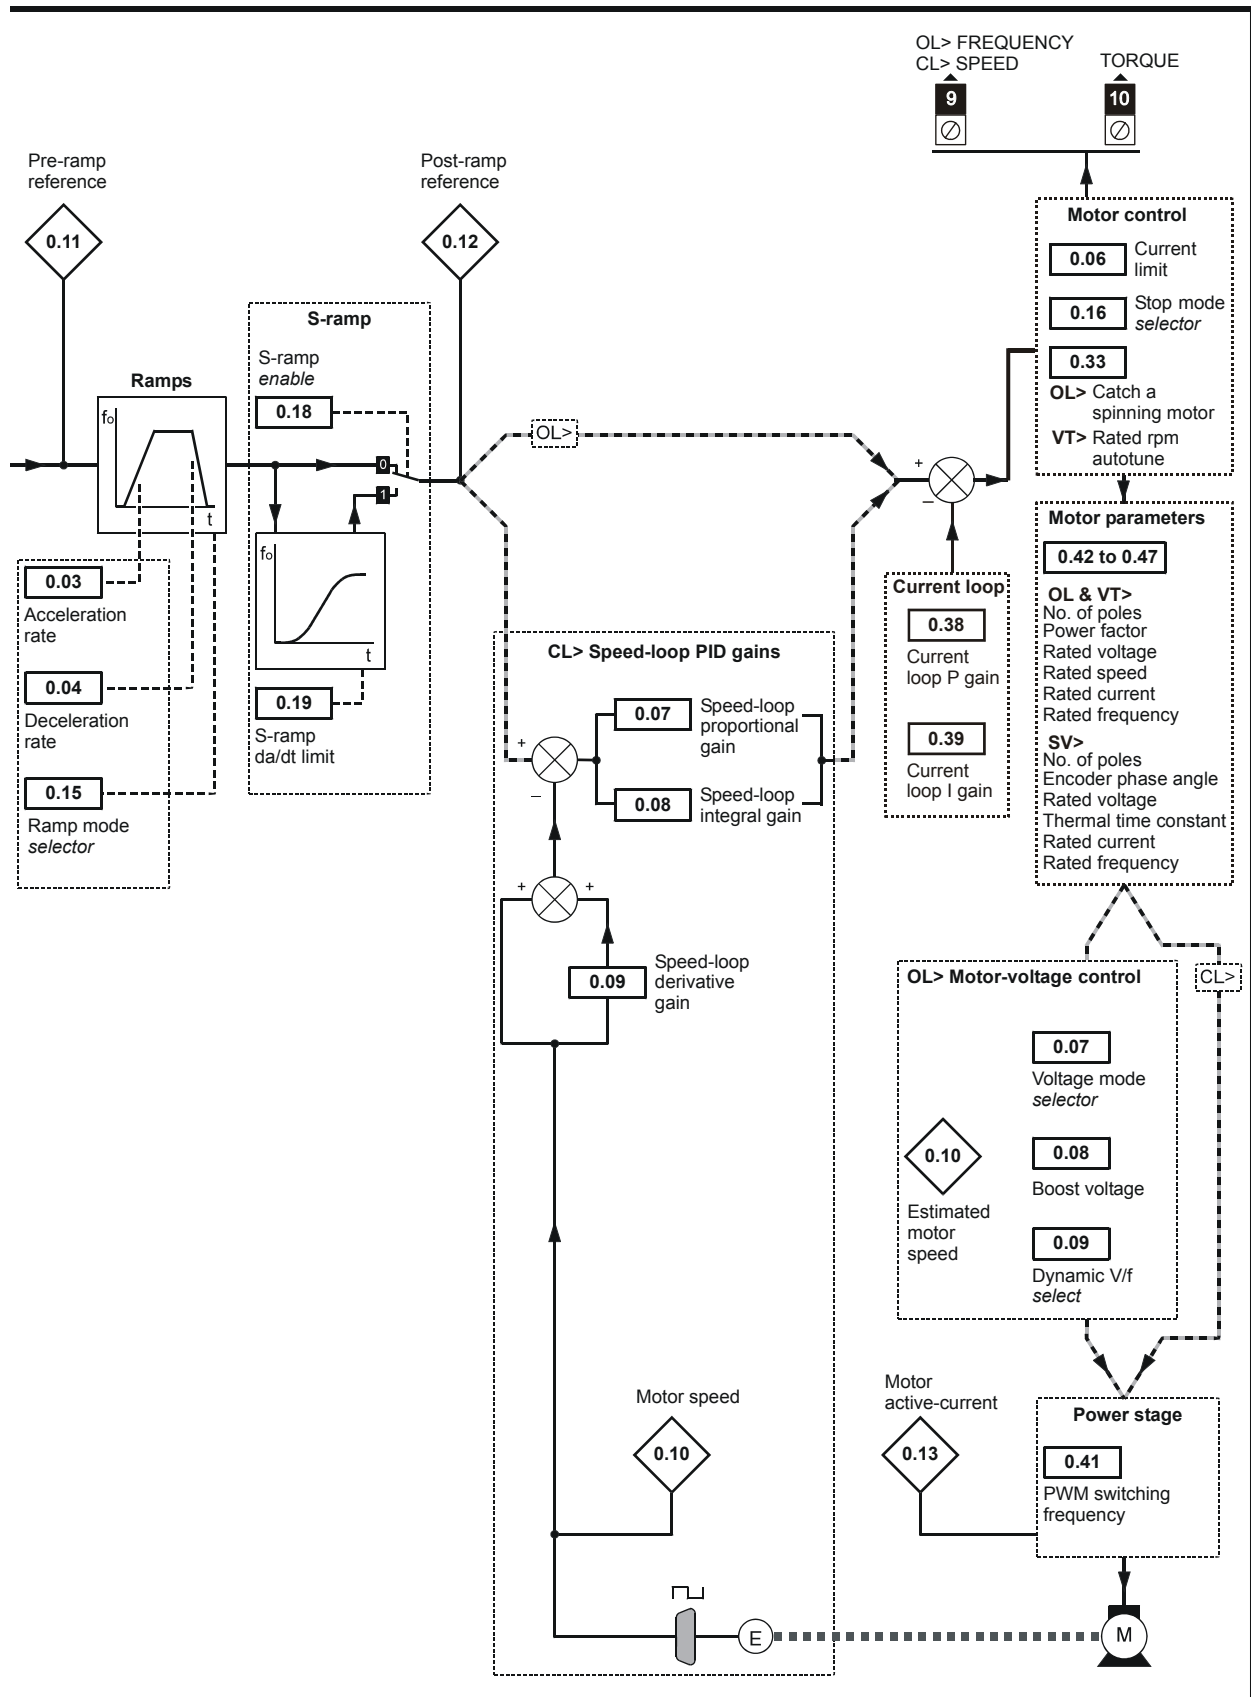 OL> FREQUENCY
CL> SPEED
TORQUE
9
10
Pre-ramp
reference
0.11
Post-ramp
reference
0.12
Motor control
0.06
Current
limit
0.16
Stop mode
selector
0.33
OL> Catch a
spinning motor
VT> Rated rpm
autotune
S-ramp
S-ramp
enable
0.18
Ramps
fo
t
0
1
fo
t
0.19
S-ramp
da/dt limit
0.03
Acceleration
rate
0.04
Deceleration
rate
0.15
Ramp mode
selector
OL>
+
–
Motor parameters
0.42 to 0.47
OL & VT>
No. of poles
Power factor
Rated voltage
Rated speed
Rated current
Rated frequency
SV>
No. of poles
Encoder phase angle
Rated voltage
Thermal time constant
Rated current
Rated frequency
Current loop
0.38
Current
loop P gain
0.39
Current
loop I gain
CL> Speed-loop PID gains
0.07
Speed-loop
proportional
gain
+
–
0.08
Speed-loop
integral gain
+
+
0.09
Speed-loop
derivative
gain
OL> Motor-voltage control
CL>
0.07
Voltage mode
selector
0.10
Estimated
motor
speed
0.08
Boost voltage
0.09
Dynamic V/f
select
Motor speed
0.10
Motor
active-current
0.13
Power stage
0.41
PWM switching
frequency
E
M